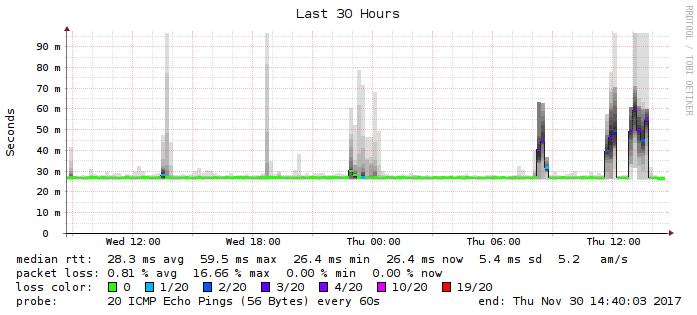 Last 30 Hours
RRDTOOL / TOBI OETIKER
Seconds
90 m
80 m
70 m
60 m
50 m
40 m
30 m
20 m
10 m
0
Wed 12:00 Wed 18:00 Thu 00:00 Thu 06:00 Thu 12:00
median rtt: 28.3 ms avg 59.5 ms max 26.4 ms min 26.4 ms now 5.4 ms sd 5.2 am/s
packet loss: 0.81 % avg 16.66 % max 0.00 % min 0.00 % now
loss color: 0 1/20 2/20 3/20 4/20 10/20 19/20
probe: 20 ICMP Echo Pings (56 Bytes) every 60s end: Thu Nov 30 14:40:03 2017